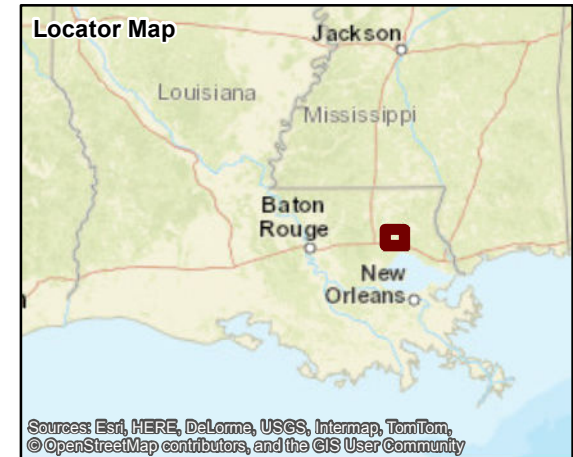 Locator Map
Jackson
Louisiana
Mississippi
Baton
Rouge
New
Orleans
Sources: Esri, HERE, DeLorme, USGS, Intermap, TomTom,
© OpenStreetMap contributors, and the GIS User Community